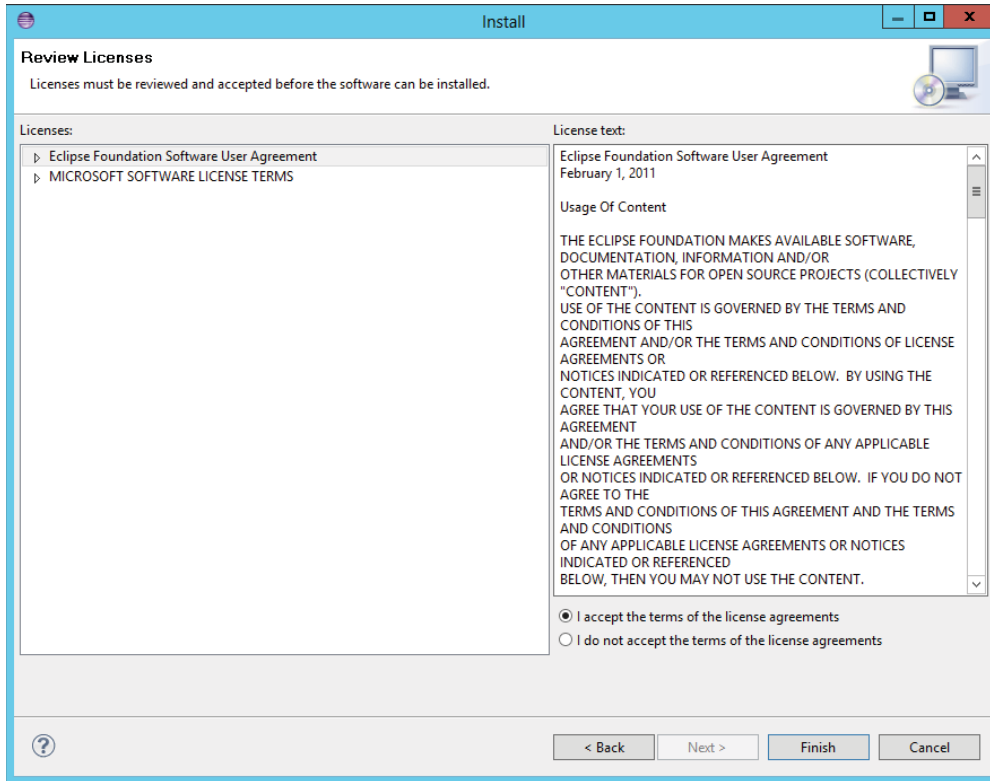 Install
Review Licenses
Licenses must be reviewed and accepted before the software can be installed.
Licenses:
Eclipse Foundation Software User Agreement
MICROSOFT SOFTWARE LICENSE TERMS
License text:
Eclipse Foundation Software User Agreement
February 1, 2011
Usage Of Content
THE ECLIPSE FOUNDATION MAKES AVAILABLE SOFTWARE,
DOCUMENTATION, INFORMATION AND/OR
OTHER MATERIALS FOR OPEN SOURCE PROJECTS (COLLECTIVELY
"CONTENT").
USE OF THE CONTENT IS GOVERNED BY THE TERMS AND
CONDITIONS OF THIS
AGREEMENT AND/OR THE TERMS AND CONDITIONS OF LICENSE
AGREEMENTS OR
NOTICES INDICATED OR REFERENCED BELOW.  BY USING THE
CONTENT, YOU
AGREE THAT YOUR USE OF THE CONTENT IS GOVERNED BY THIS
AGREEMENT
AND/OR THE TERMS AND CONDITIONS OF ANY APPLICABLE
LICENSE AGREEMENTS
OR NOTICES INDICATED OR REFERENCED BELOW.  IF YOU DO NOT
AGREE TO THE
TERMS AND CONDITIONS OF THIS AGREEMENT AND THE TERMS
AND CONDITIONS
OF ANY APPLICABLE LICENSE AGREEMENTS OR NOTICES
INDICATED OR REFERENCED
BELOW, THEN YOU MAY NOT USE THE CONTENT.
I accept the terms of the license agreements
I do not accept the terms of the license agreements
< Back
Next >
Finish
Cancel